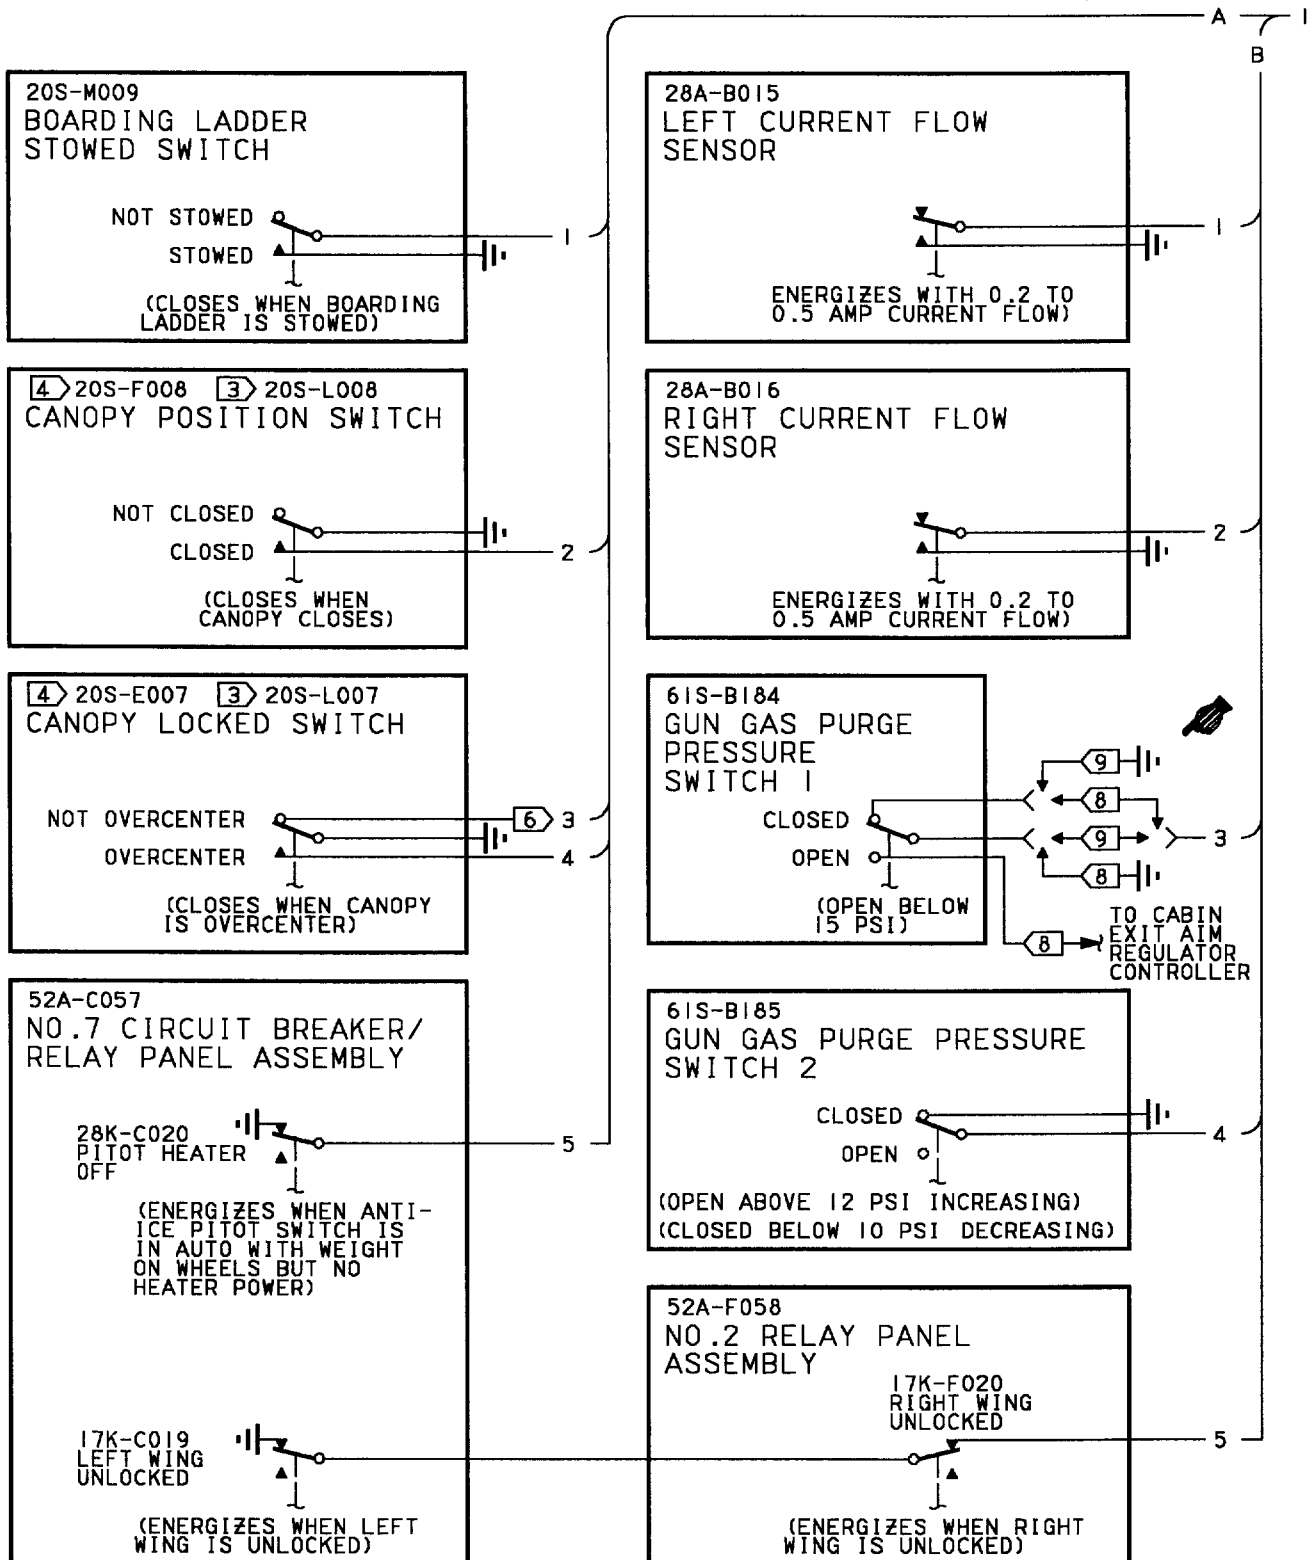 A
I
B
20S-M009
BOARDING LADDER
STOWED SWITCH
NOT STOWED
STOWED
I
(CLOSES WHEN BOARDING
LADDER IS STOWED)
4 20S-F008 3 20S-L008
CANOPY POSITION SWITCH
NOT CLOSED
CLOSED
2
(CLOSES WHEN
CANOPY CLOSES)
4 20S-E007 3 20S-L007
CANOPY LOCKED SWITCH
NOT OVERCENTER
6 3
OVERCENTER
4
(CLOSES WHEN CANOPY
IS OVERCENTER)
52A-C057
NO.7 CIRCUIT BREAKER/
RELAY PANEL ASSEMBLY
28K-C020
PITOT HEATER
OFF
5
(ENERGIZES WHEN ANTI-
ICE PITOT SWITCH IS
IN AUTO WITH WEIGHT
ON WHEELS BUT NO
HEATER POWER)
17K-C019
LEFT WING
UNLOCKED
(ENERGIZES WHEN LEFT
WING IS UNLOCKED)
28A-B015
LEFT CURRENT FLOW
SENSOR
I
ENERGIZES WITH 0.2 TO
0.5 AMP CURRENT FLOW)
28A-B016
RIGHT CURRENT FLOW
SENSOR
2
ENERGIZES WITH 0.2 TO
0.5 AMP CURRENT FLOW)
61S-B184
GUN GAS PURGE
PRESSURE
SWITCH I
CLOSED
OPEN
(OPEN BELOW
15 PSI)
9
8
9
3
8
8
TO CABIN
EXIT AIM
REGULATOR
CONTROLLER
61S-B185
GUN GAS PURGE PRESSURE
SWITCH 2
CLOSED
OPEN
4
(OPEN ABOVE 12 PSI INCREASING)
(CLOSED BELOW 10 PSI DECREASING)
52A-F058
NO.2 RELAY PANEL
ASSEMBLY
17K-F020
RIGHT WING
UNLOCKED
5
(ENERGIZES WHEN RIGHT
WING IS UNLOCKED)